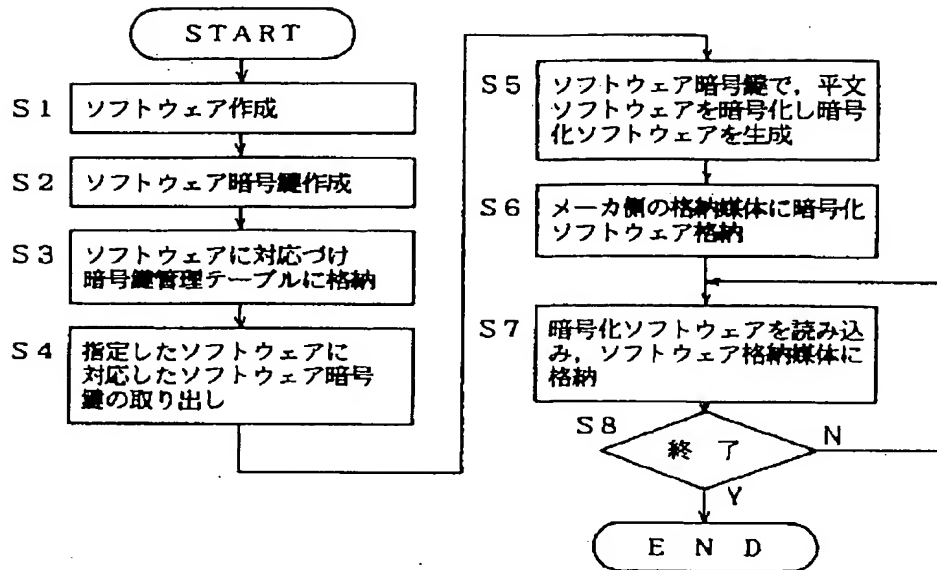 START
S1 ソフトウェア作成
S2 ソフトウェア暗号鍵作成
S3 ソフトウェアに対応づけ
暗号鍵管理テーブルに格納
S4 指定したソフトウェアに
対応したソフトウェア暗号
鍵の取り出し
S5 ソフトウェア暗号鍵で,平文
ソフトウェアを暗号化し暗号
化ソフトウェアを生成
S6 メーカ側の格納媒体に暗号化
ソフトウェア格納
S7 暗号化ソフトウェアを読み込
み,ソフトウェア格納媒体に
格納
S8
終了 N
Y
END